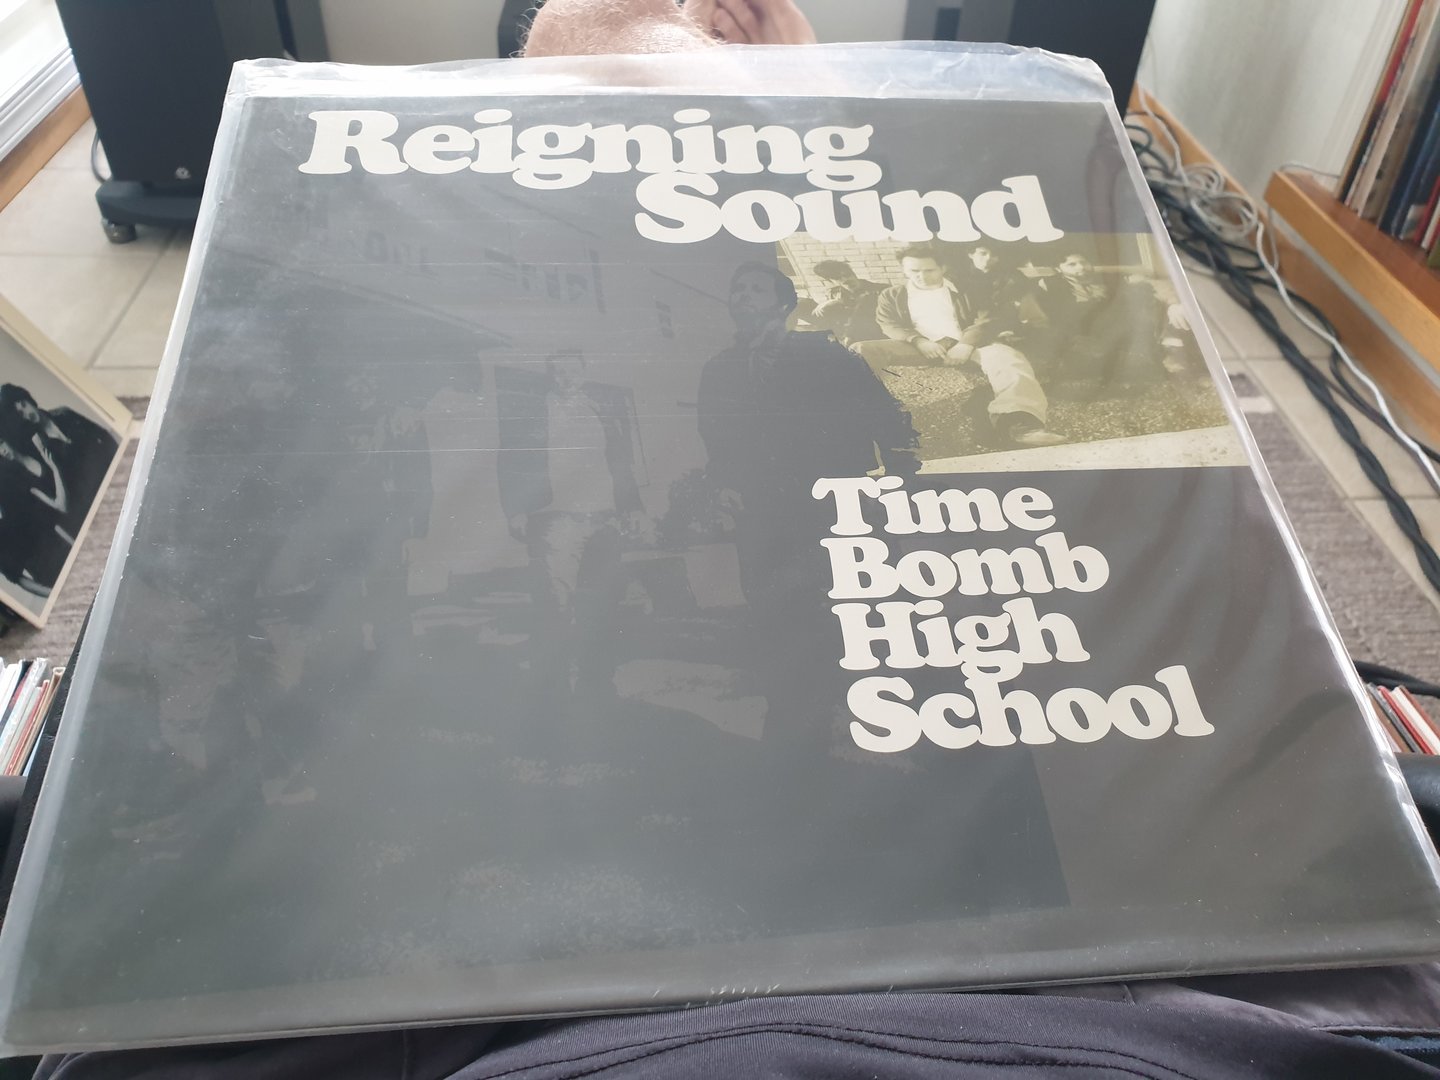 Reigning
Sound
Time
Bomb
High
School